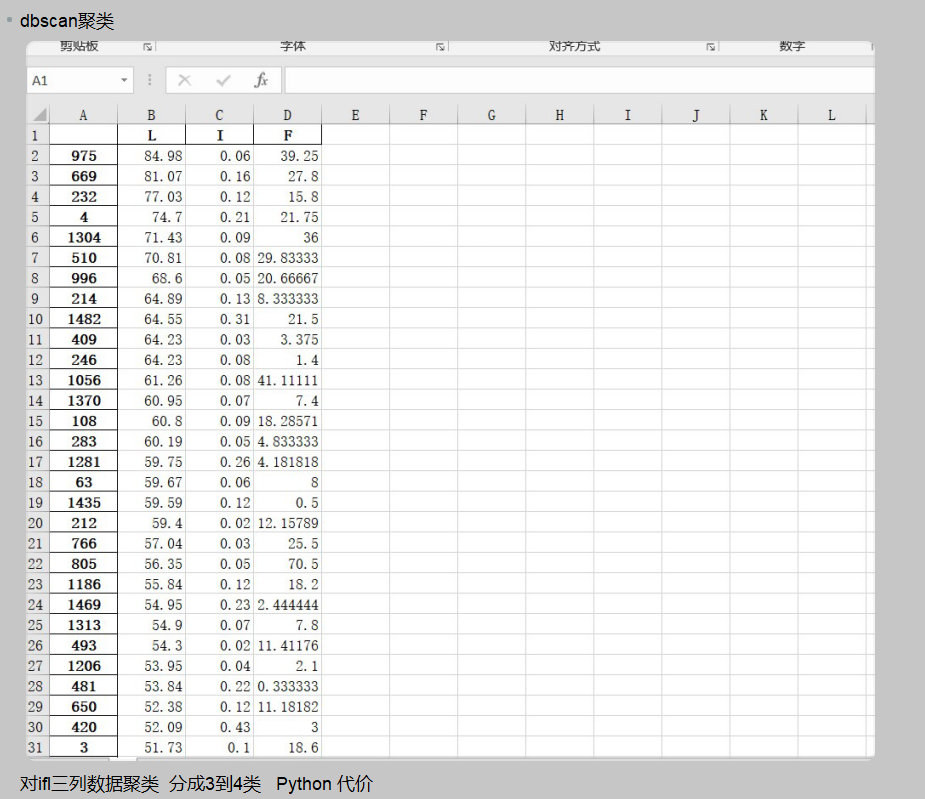 dbscan聚类
剪贴板 字体 对齐方式 数字
A1 fx
A B C D E F G H I J K L
1 L I F
2 975 84.98 0.06 39.25
3 669 81.07 0.16 27.8
4 232 77.03 0.12 15.8
5 4 74.7 0.21 21.75
6 1304 71.43 0.09 36
7 510 70.81 0.08 29.83333
8 996 68.6 0.05 20.66667
9 214 64.89 0.13 8.333333
10 1482 64.55 0.31 21.5
11 409 64.23 0.03 3.375
12 246 64.23 0.08 1.4
13 1056 61.26 0.08 41.11111
14 1370 60.95 0.07 7.4
15 108 60.8 0.09 18.28571
16 283 60.19 0.05 4.833333
17 1281 59.75 0.26 4.181818
18 63 59.67 0.06 8
19 1435 59.59 0.12 0.5
20 212 59.4 0.02 12.15789
21 766 57.04 0.03 25.5
22 805 56.35 0.05 70.5
23 1186 55.84 0.12 18.2
24 1469 54.95 0.23 2.444444
25 1313 54.9 0.07 7.8
26 493 54.3 0.02 11.41176
27 1206 53.95 0.04 2.1
28 481 53.84 0.22 0.333333
29 650 52.38 0.12 11.18182
30 420 52.09 0.43 3
31 3 51.73 0.1 18.6
对ifl三列数据聚类 分成3到4类 Python 代价